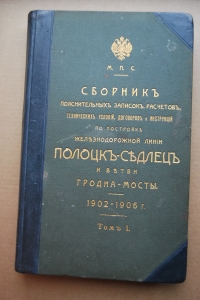 М. П. С.
СБОРНИКЪ
ПОЯСНИТЕЛЬНЫХЪ ЗАПИСОКЪ, РАСЧЕТОВЪ,
ТЕХНИЧЕСКИХЪ УСЛОВІЙ, ДОГОВОРОВЪ И ИНСТРУКЦІЙ
ПО ПОСТРОЙКѢ
ЖЕЛѢЗНОДОРОЖНОЙ ЛИНІИ
ПОЛОЦКЪ-СѢДЛЕЦЪ
И ВѢТВИ
ГРОДНА-МОСТЫ.
1902-1906 г.
Томъ I.